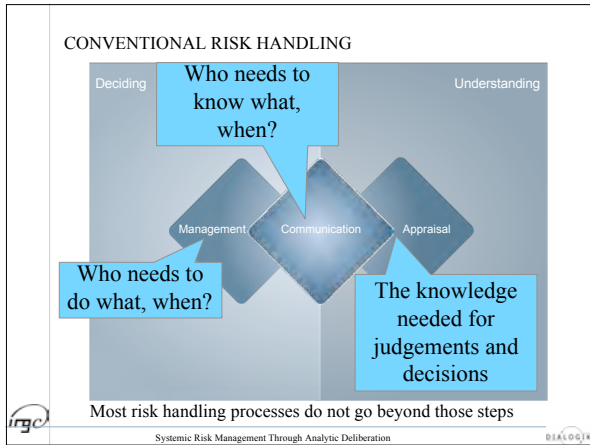 CONVENTIONAL RISK HANDLING
Deciding
Who needs to
know what,
when?
Understanding
Management
Communication
Appraisal
Who needs to
do what, when?
The knowledge
needed for
judgements and
decisions
Most risk handling processes do not go beyond those steps
irgc
Systemic Risk Management Through Analytic Deliberation
DIALOGIK